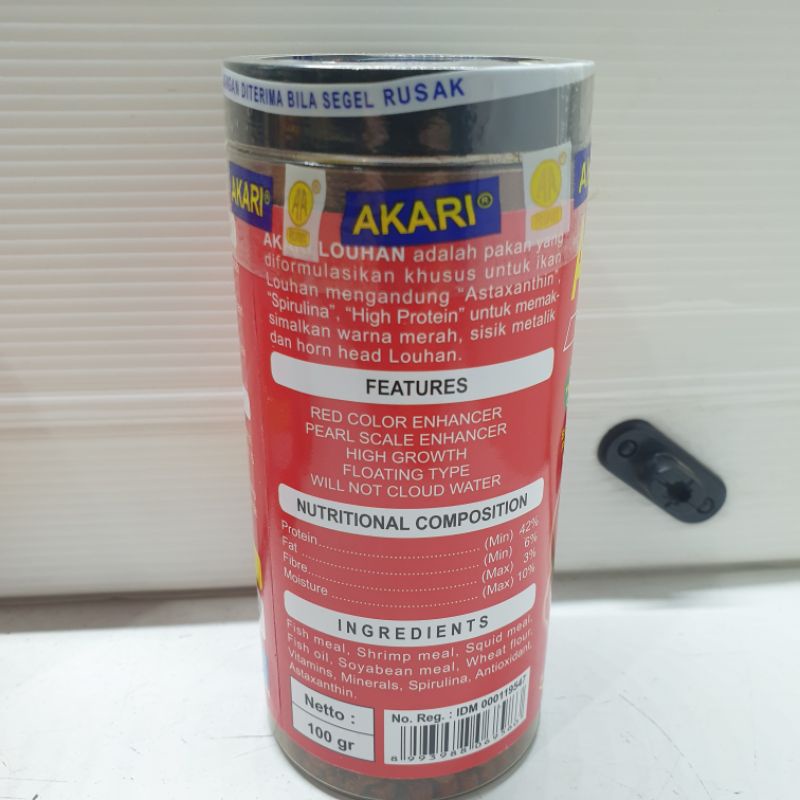 ANGAN DITERIMA BILA SEGEL RUSAK
AKARI®
AKARI®
AKARI LOUHAN adalah pakan yang
diformulasikan khusus untuk ikan
Louhan mengandung "Astaxanthin",
"Spirulina", "High Protein" untuk memak-
simalkan warna merah, sisik metalik
dan horn head Louhan.
FEATURES
RED COLOR ENHANCER
PEARL SCALE ENHANCER
HIGH GROWTH
FLOATING TYPE
WILL NOT CLOUD WATER
NUTRITIONAL COMPOSITION
Protein........................................ (Min) 42%
Fat ........................................ (Min) 6%
Fibre........................................ (Max) 3%
Moisture ........................................ (Max) 10%
INGREDIENTS
Fish meal, Shrimp meal, Squid meal,
Fish oil, Soyabean meal, Wheat flour,
Vitamins, Minerals, Spirulina, Antioxidant,
Astaxanthin.
Netto :
100 gr
No. Reg. : IDM 000119547